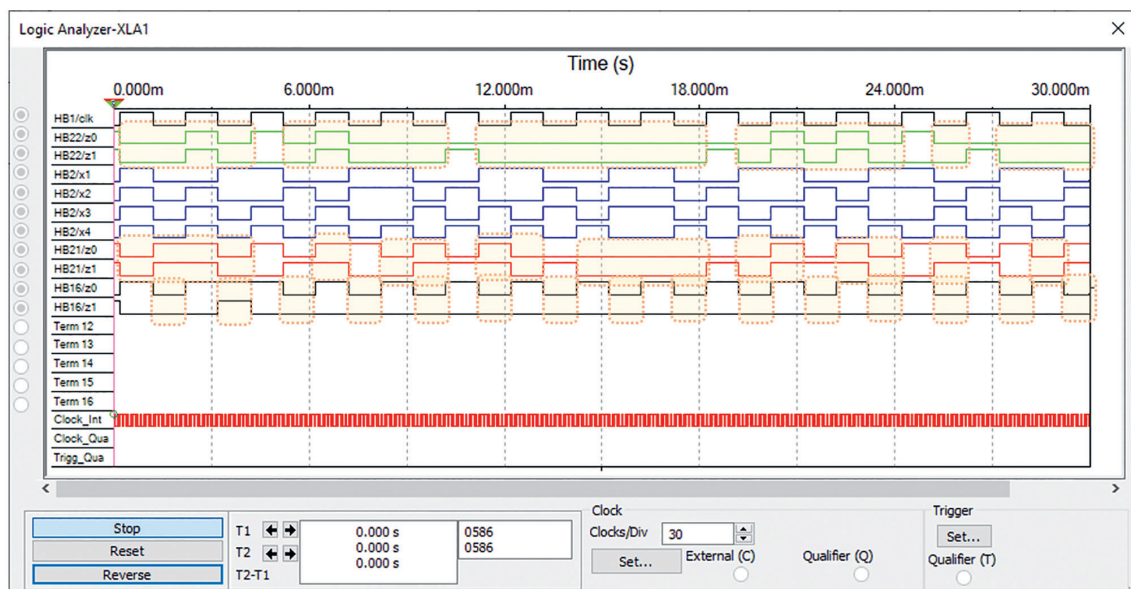 Logic Analyzer-XLA1
Time (s)
0.000m 6.000m 12.000m 18.000m 24.000m 30.000m
HB1/clk
HB22/z0
HB22/z1
HB2/x1
HB2/x2
HB2/x3
HB2/x4
HB21/z0
HB21/z1
HB16/z0
HB16/z1
Term 12
Term 13
Term 14
Term 15
Term 16
Clock_Int
Clock_Qua
Trigg_Qua
Stop
Reset
Reverse
T1 0.000 s 0586
T2 0.000 s 0586
T2-T1 0.000 s
Clock
Clocks/Div 30
Set... External (C) Qualifier (Q)
Trigger
Set...
Qualifier (T)